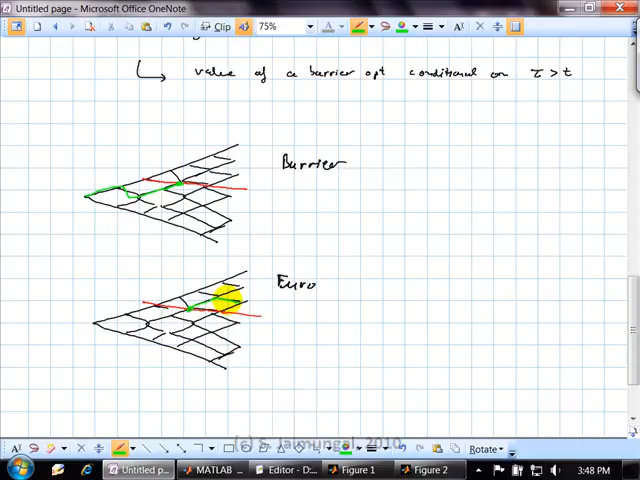 Untitled page - Microsoft Office OneNote
Clip
75%
value of a barrier opt conditional on τ > t
Barrier
Euro
(c) S. Jaimungal, 2010
Rotate
Untitled p...
MATLAB
Editor - D:...
Figure 1
Figure 2
3:48 PM